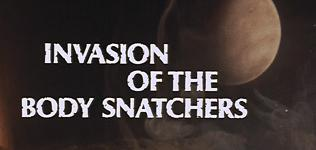 INVASION
OF THE
BODY SNATCHERS